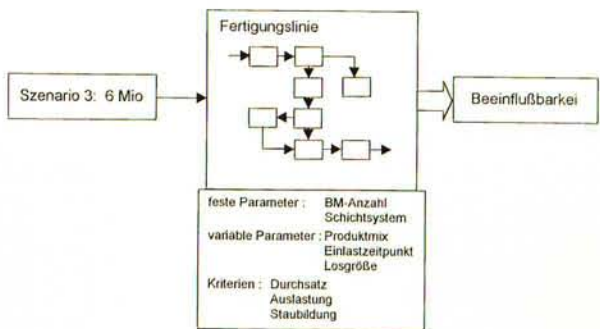 Fertigungslinie
Szenario 3: 6 Mio
Beeinflußbarkei
feste Parameter : BM-Anzahl
Schichtsystem
variable Parameter : Produktmix
Einlastzeitpunkt
Losgröße
Kriterien : Durchsatz
Auslastung
Staubildung